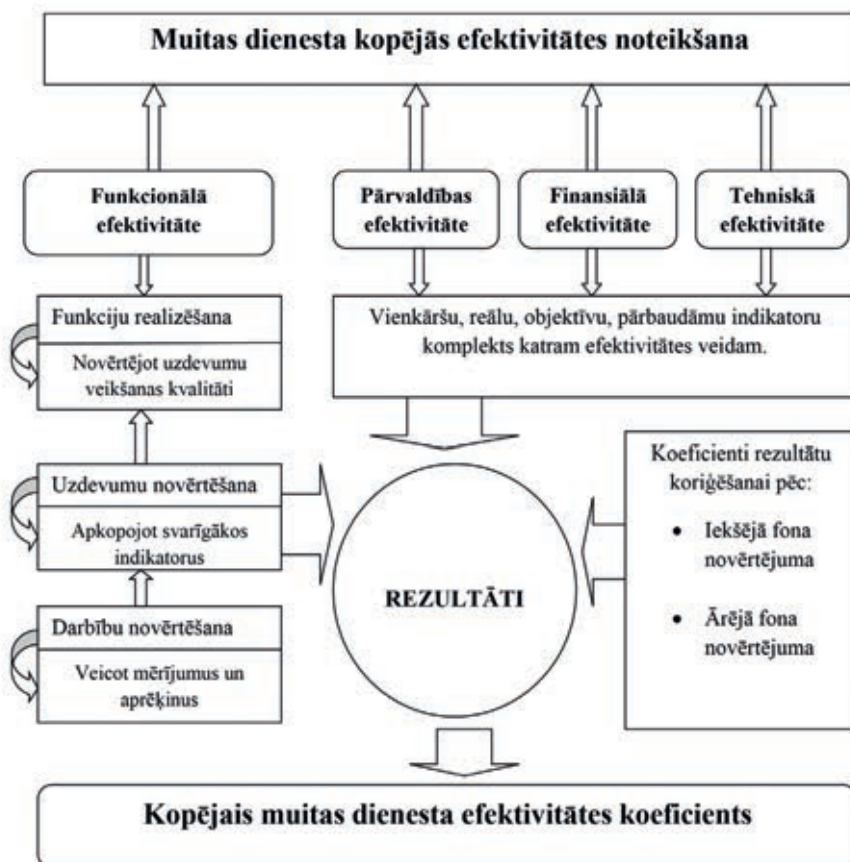 Muitas dienesta kopējās efektivitātes noteikšana
Funkcionālā
efektivitāte
Pārvaldības
efektivitāte
Finansiālā
efektivitāte
Tehniskā
efektivitāte
Funkciju realizēšana
Novērtējot uzdevumu
veikšanas kvalitāti
Vienkāršu, reālu, objektīvu, pārbaudāmu indikatoru
komplekts katram efektivitātes veidam.
Uzdevumu novērtēšana
Apkopojot svarīgākos
indikatorus
Darbību novērtēšana
Veicot mērījumus un
aprēķinus
REZULTĀTI
Koeficienti rezultātu
koriģēšanai pēc:
• Iekšējā fona
novērtējuma
• Ārējā fona
novērtējuma
Kopējais muitas dienesta efektivitātes koeficients